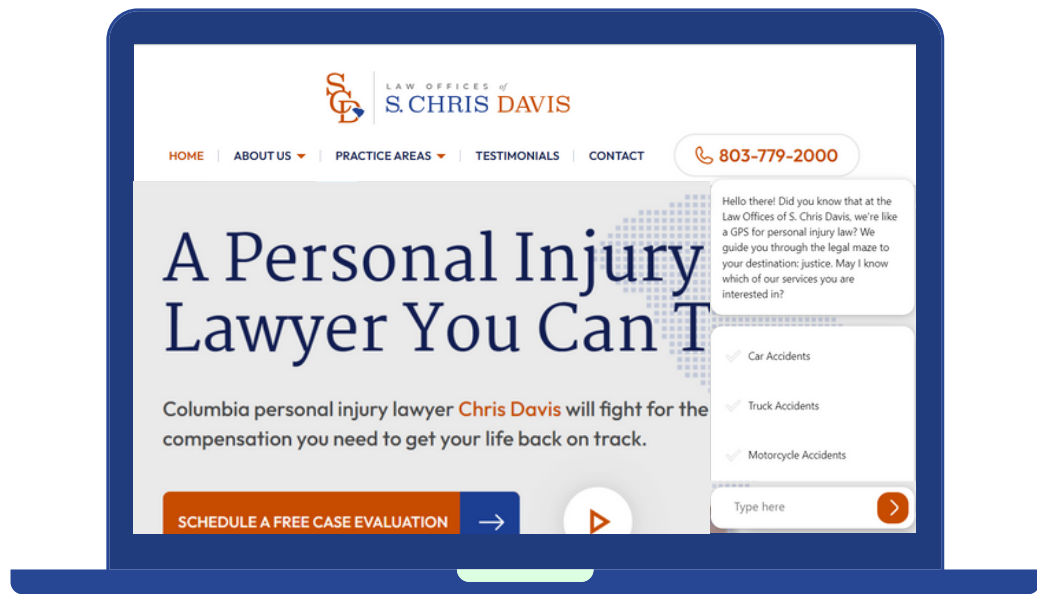 SCD
LAW OFFICES of
S. CHRIS DAVIS
HOME
ABOUT US
PRACTICE AREAS
TESTIMONIALS
CONTACT
803-779-2000
A Personal Injury
Lawyer You Can T
Columbia personal injury lawyer Chris Davis will fight for the
compensation you need to get your life back on track.
SCHEDULE A FREE CASE EVALUATION
Hello there! Did you know that at the
Law Offices of S. Chris Davis, we're like
a GPS for personal injury law? We
guide you through the legal maze to
your destination: justice. May I know
which of our services you are
interested in?
Car Accidents
Truck Accidents
Motorcycle Accidents
Type here